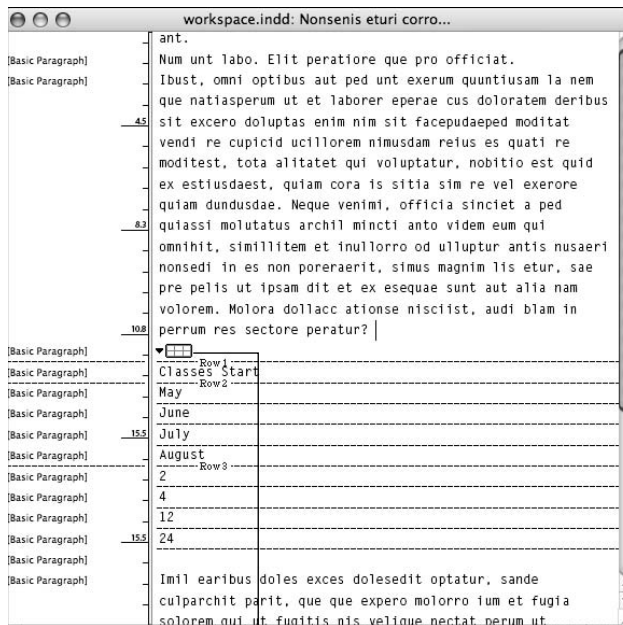 workspace.indd: Nonsenis eturi corro...
ant.
[Basic Paragraph] Num unt labo. Elit peratiore que pro officiat.
[Basic Paragraph] Ibust, omni optibus aut ped unt exerum quuntiusam la nem
que natiasperum ut et laborer eperae cus doloratem deribus
4.5 sit excero doluptas enim nim sit facepudaeped moditat
vendi re cupicid ucillorem nimusdam reius es quati re
moditest, tota alitatet qui voluptatur, nobitio est quid
ex estiusdaest, quiam cora is sitia sim re vel exerore
quiam dundusdae. Neque venimi, officia sinciet a ped
8.3 quiassi molutatus archil mincti anto videm eum qui
omnihit, simillitem et inullorro od ulluptur antis nusaeri
nonsedi in es non poreraerit, simus magnim lis etur, sae
pre pelis ut ipsam dit et ex esequae sunt aut alia nam
volorem. Molora dollacc ationse nisciist, audi blam in
10.8 perrum res sectore peratur?
[Basic Paragraph]
Row 1
[Basic Paragraph] Classes Start
Row 2
[Basic Paragraph] May
[Basic Paragraph] June
[Basic Paragraph] 15.5 July
[Basic Paragraph] August
Row 3
[Basic Paragraph] 2
[Basic Paragraph] 4
[Basic Paragraph] 12
[Basic Paragraph] 15.5 24
[Basic Paragraph]
[Basic Paragraph] Imil earibus doles exces dolesedit optatur, sande
culparchit parit, que que expero molorro ium et fugia
solorem qui ut fugitis nis velique nectat perum ut